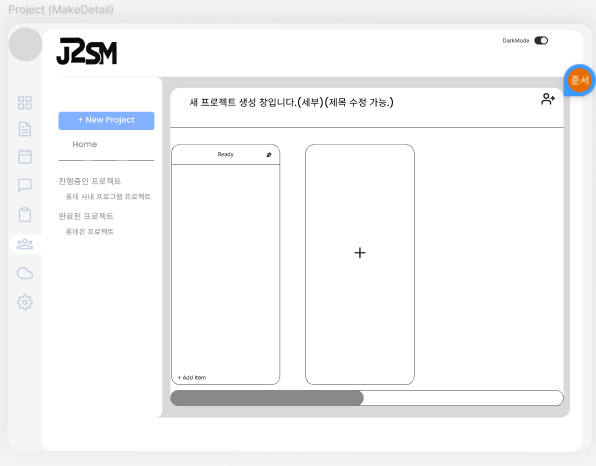 Project (MakeDetail)
J2SM
DarkMode
준서
새 프로젝트 생성 창입니다.(세부)(제목 수정 가능.)
+ New Project
Home
진행중인 프로젝트
롯데 사내 프로그램 프로젝트
완료된 프로젝트
롯데온 프로젝트
Ready
+
+ Add Item